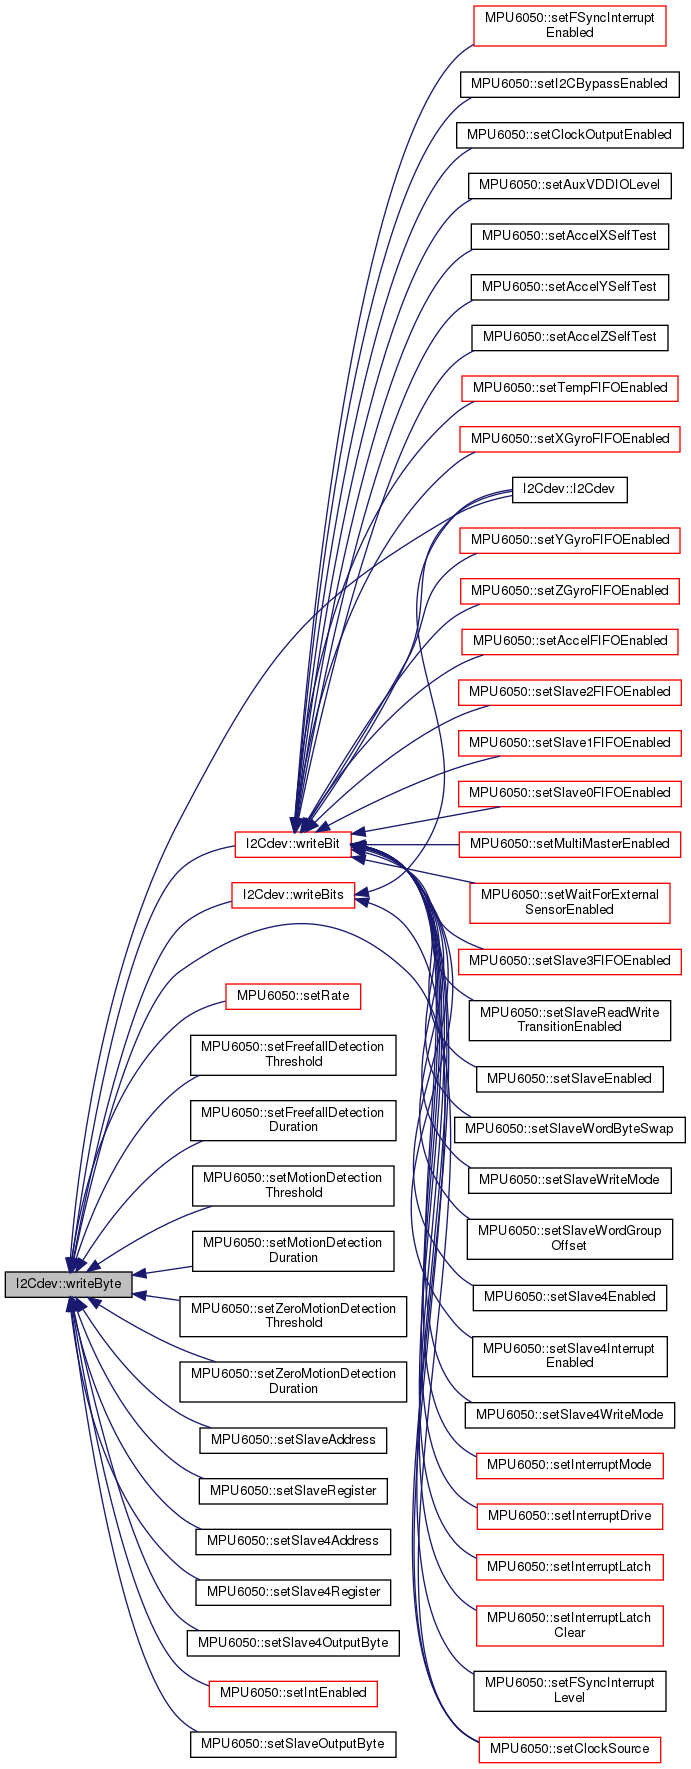 MPU6050::setFSyncInterrupt
Enabled
MPU6050::setI2CBypassEnabled
MPU6050::setClockOutputEnabled
MPU6050::setAuxVDDIOLevel
MPU6050::setAccelXSelfTest
MPU6050::setAccelYSelfTest
MPU6050::setAccelZSelfTest
MPU6050::setTempFIFOEnabled
MPU6050::setXGyroFIFOEnabled
I2Cdev::I2Cdev
MPU6050::setYGyroFIFOEnabled
MPU6050::setZGyroFIFOEnabled
MPU6050::setAccelFIFOEnabled
MPU6050::setSlave2FIFOEnabled
MPU6050::setSlave1FIFOEnabled
MPU6050::setSlave0FIFOEnabled
I2Cdev::writeBit
MPU6050::setMultiMasterEnabled
I2Cdev::writeBits
MPU6050::setWaitForExternal
SensorEnabled
MPU6050::setSlave3FIFOEnabled
MPU6050::setRate
MPU6050::setSlaveReadWrite
TransitionEnabled
MPU6050::setFreefallDetection
Threshold
MPU6050::setSlaveEnabled
MPU6050::setFreefallDetection
Duration
MPU6050::setSlaveWordByteSwap
MPU6050::setMotionDetection
Threshold
MPU6050::setSlaveWriteMode
MPU6050::setMotionDetection
Duration
MPU6050::setSlaveWordGroup
Offset
I2Cdev::writeByte
MPU6050::setSlave4Enabled
MPU6050::setZeroMotionDetection
Threshold
MPU6050::setSlave4Interrupt
Enabled
MPU6050::setZeroMotionDetection
Duration
MPU6050::setSlave4WriteMode
MPU6050::setSlaveAddress
MPU6050::setInterruptMode
MPU6050::setSlaveRegister
MPU6050::setInterruptDrive
MPU6050::setSlave4Address
MPU6050::setInterruptLatch
MPU6050::setSlave4Register
MPU6050::setInterruptLatch
Clear
MPU6050::setSlave4OutputByte
MPU6050::setIntEnabled
MPU6050::setFSyncInterrupt
Level
MPU6050::setSlaveOutputByte
MPU6050::setClockSource